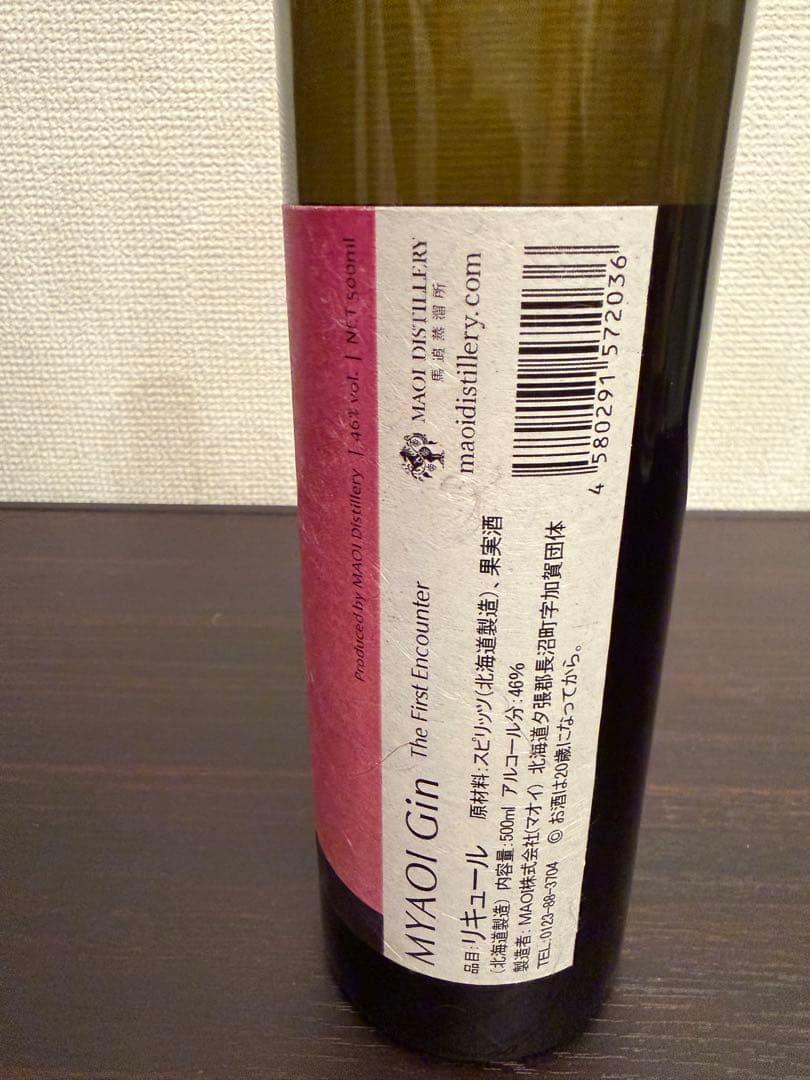 Produced by MAOI Distillery | 46% vol. | NET 500ml
MYAOI Gin The First Encounter
MAOI DISTILLERY
馬追蒸溜所
maoidistillery.com
品目:リキュール 原材料:スピリッツ(北海道製造)、果実酒
(北海道製造) 内容量:500ml アルコール分:46%
製造者: MAOI株式会社(マオイ) 北海道夕張郡長沼町字加賀団体
TEL:0123-88-3704 ◎お酒は20歳になってから。
4 580291 572036